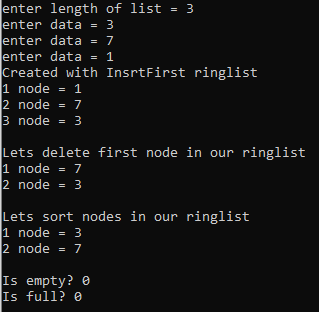 enter length of list = 3
enter data = 3
enter data = 7
enter data = 1
Created with InsrtFirst ringlist
1 node = 1
2 node = 7
3 node = 3
Lets delete first node in our ringlist
1 node = 7
2 node = 3
Lets sort nodes in our ringlist
1 node = 3
2 node = 7
Is empty? 0
Is full? 0